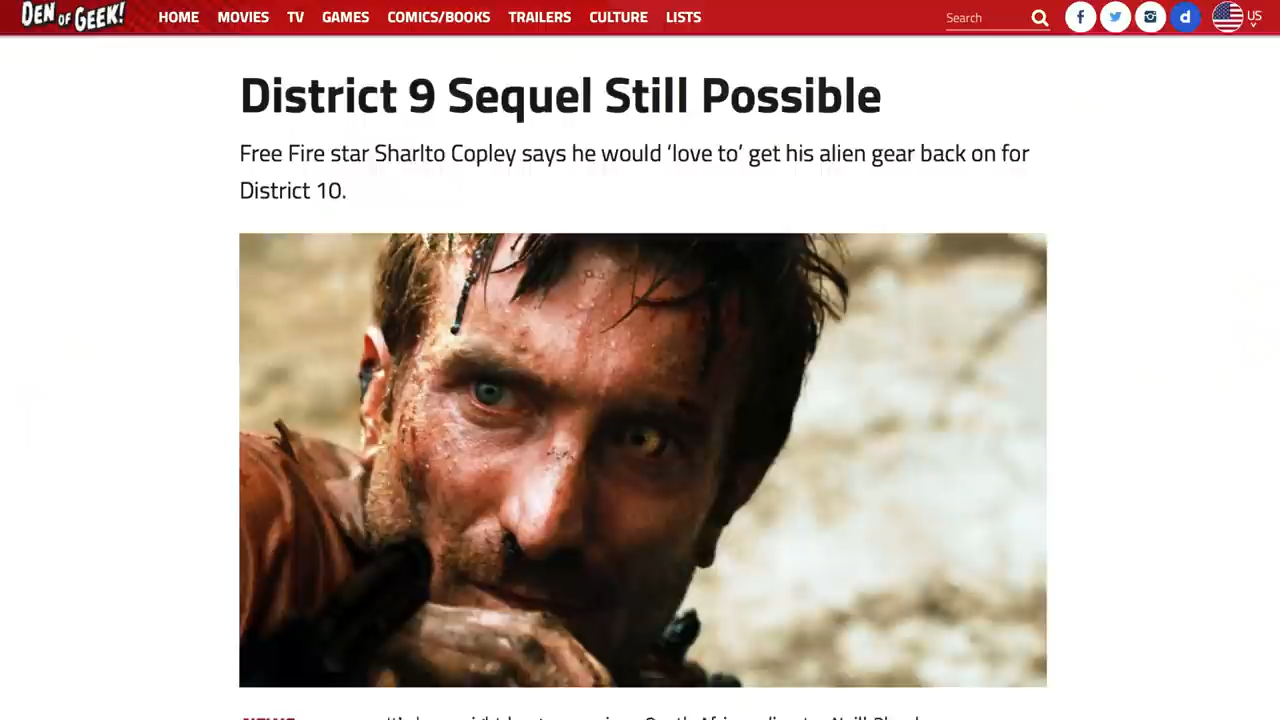 DEN OF GEEK!
HOME MOVIES TV GAMES COMICS/BOOKS TRAILERS CULTURE LISTS Search US
District 9 Sequel Still Possible
Free Fire star Sharlto Copley says he would ‘love to’ get his alien gear back on for
District 10.